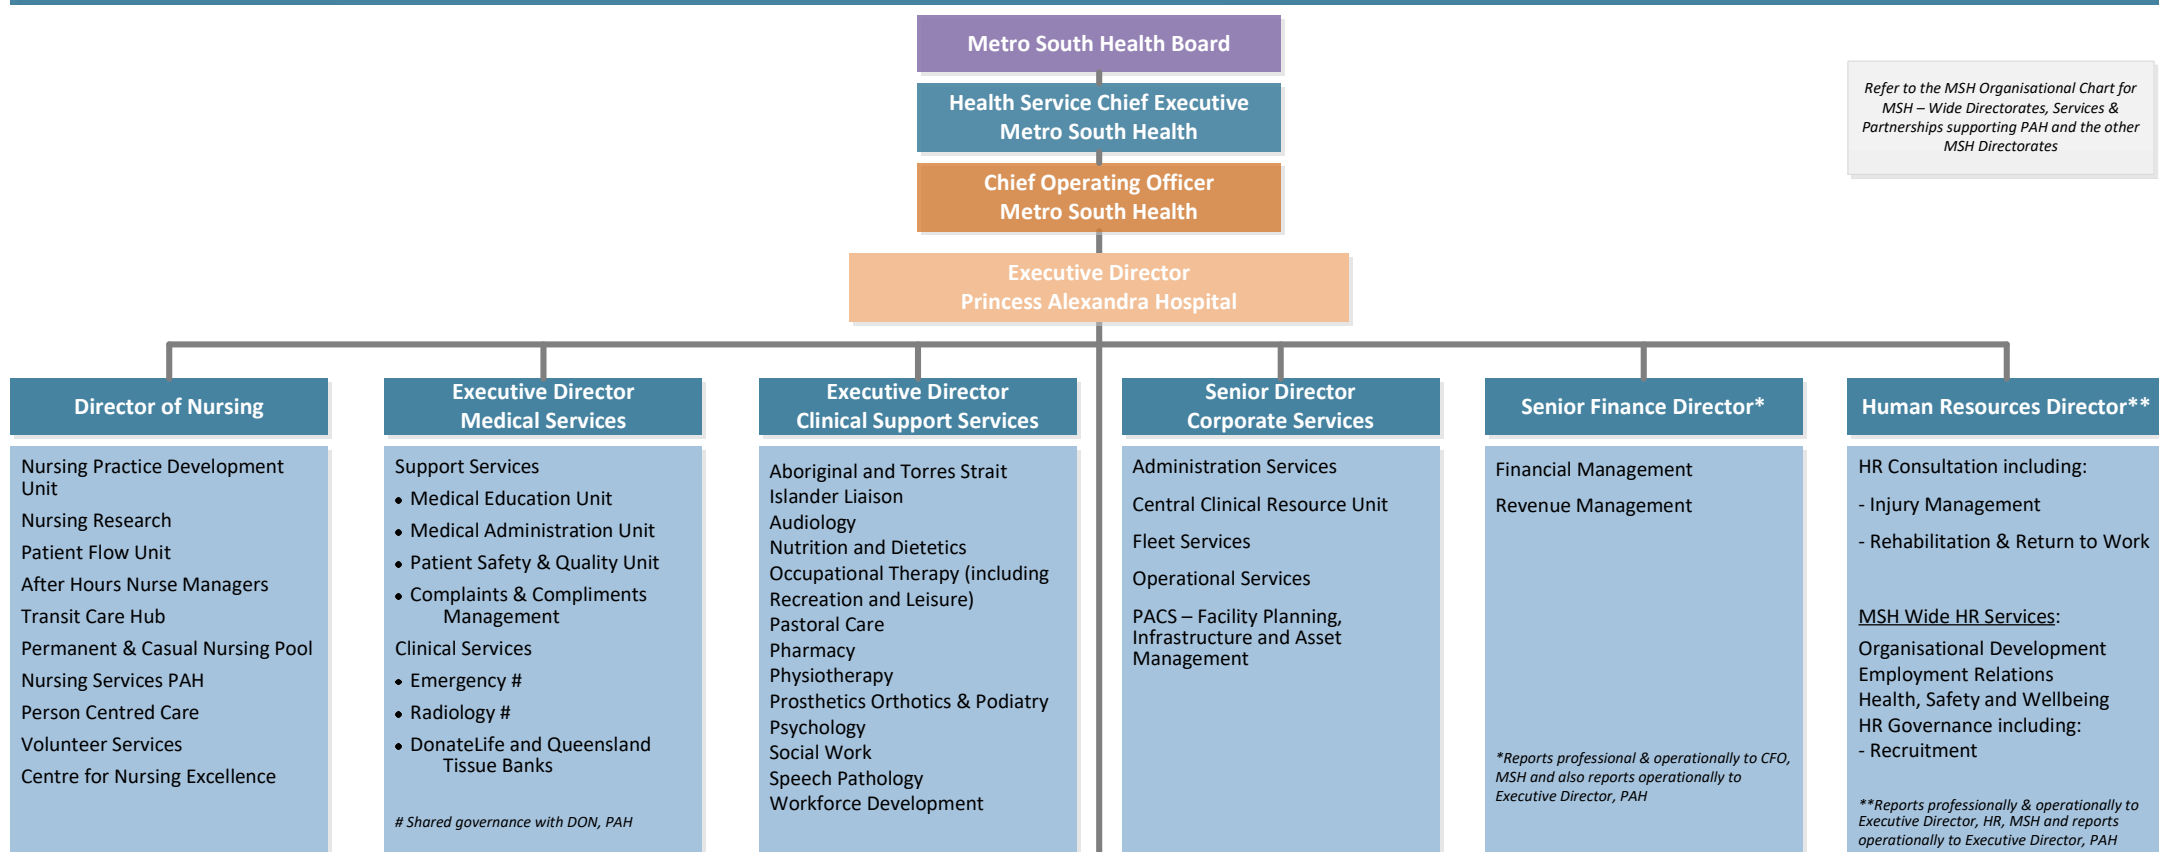 Metro South Health Board
Health Service Chief Executive
Metro South Health
Chief Operating Officer
Metro South Health
Executive Director
Princess Alexandra Hospital
Refer to the MSH Organisational Chart for
MSH – Wide Directorates, Services &
Partnerships supporting PAH and the other
MSH Directorates
Director of Nursing
Nursing Practice Development
Unit
Nursing Research
Patient Flow Unit
After Hours Nurse Managers
Transit Care Hub
Permanent & Casual Nursing Pool
Nursing Services PAH
Person Centred Care
Volunteer Services
Centre for Nursing Excellence
Executive Director
Medical Services
Support Services
• Medical Education Unit
• Medical Administration Unit
• Patient Safety & Quality Unit
• Complaints & Compliments
Management
Clinical Services
• Emergency #
• Radiology #
• DonateLife and Queensland
Tissue Banks
# Shared governance with DON, PAH
Executive Director
Clinical Support Services
Aboriginal and Torres Strait
Islander Liaison
Audiology
Nutrition and Dietetics
Occupational Therapy (including
Recreation and Leisure)
Pastoral Care
Pharmacy
Physiotherapy
Prosthetics Orthotics & Podiatry
Psychology
Social Work
Speech Pathology
Workforce Development
Senior Director
Corporate Services
Administration Services
Central Clinical Resource Unit
Fleet Services
Operational Services
PACS – Facility Planning,
Infrastructure and Asset
Management
Senior Finance Director*
Financial Management
Revenue Management
*Reports professional & operationally to CFO,
MSH and also reports operationally to
Executive Director, PAH
Human Resources Director**
HR Consultation including:
- Injury Management
- Rehabilitation & Return to Work
MSH Wide HR Services:
Organisational Development
Employment Relations
Health, Safety and Wellbeing
HR Governance including:
- Recruitment
**Reports professionally & operationally to
Executive Director, HR, MSH and reports
operationally to Executive Director, PAH